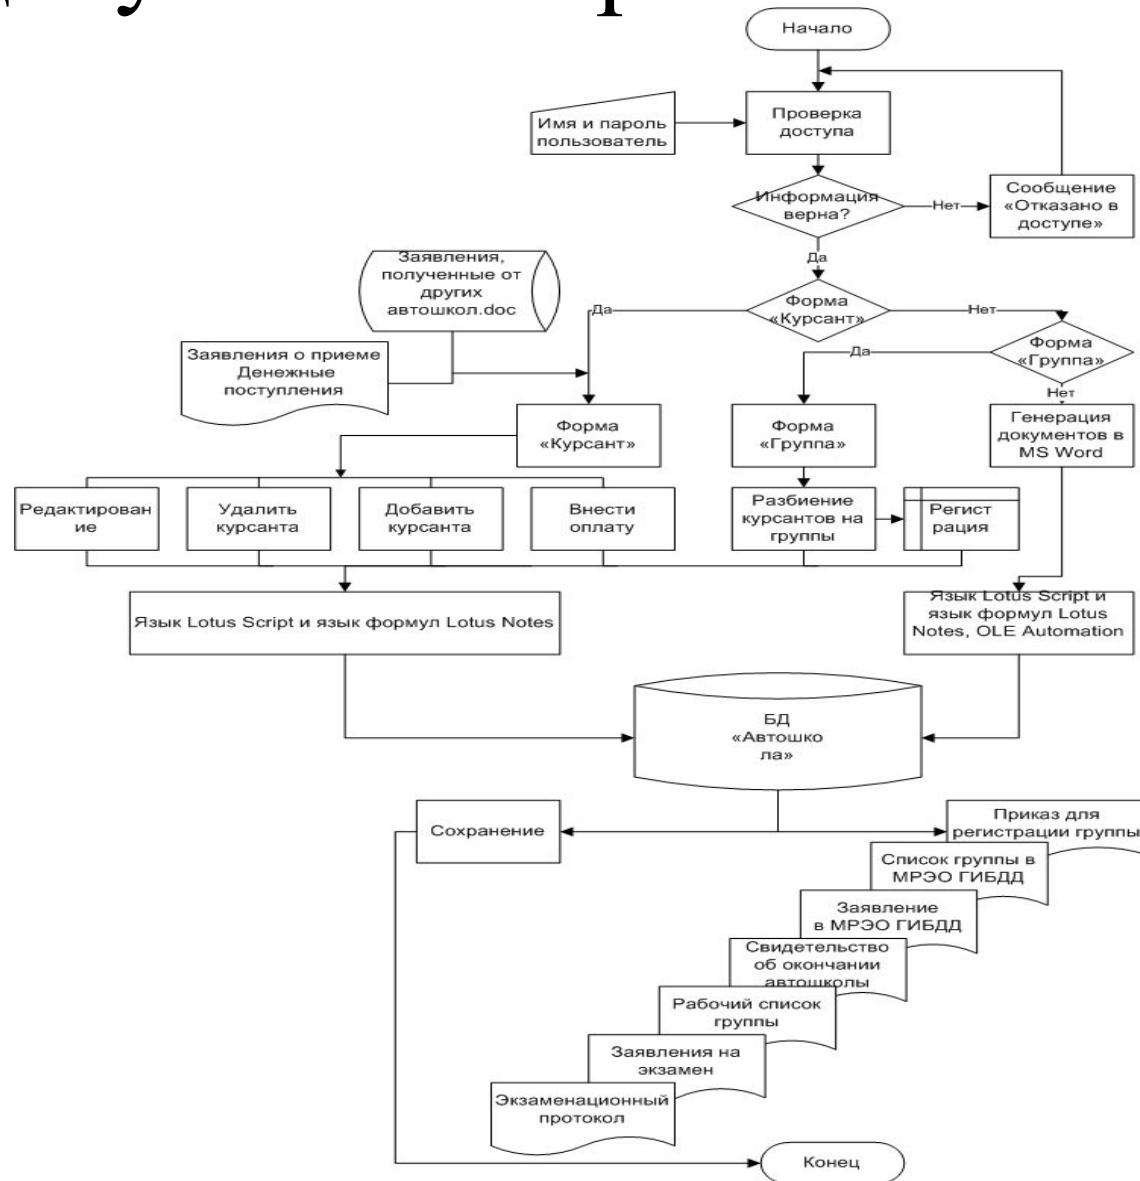 Начало
Имя и пароль
пользователь
Проверка
доступа
Информация
верна?
Нет
Сообщение
«Отказано в
доступе»
Да
Заявления,
полученные от
других
автошкол.doc
Да
Форма
«Курсант»
Нет
Форма
«Группа»
Да
Нет
Заявления о приеме
Денежные
поступления
Форма
«Курсант»
Форма
«Группа»
Генерация
документов в
MS Word
Редактирован
ие
Удалить
курсанта
Добавить
курсанта
Внести
оплату
Разбиение
курсантов на
группы
Регист
рация
Язык Lotus Script и язык формул Lotus Notes
Язык Lotus Script и
язык формул Lotus
Notes, OLE Automation
БД
«Автошко
ла»
Сохранение
Приказ для
регистрации группы
Список группы в
МРЭО ГИБДД
Заявление
в МРЭО ГИБДД
Свидетельство
об окончании
автошколы
Рабочий список
группы
Заявления на
экзамен
Экзаменационный
протокол
Конец